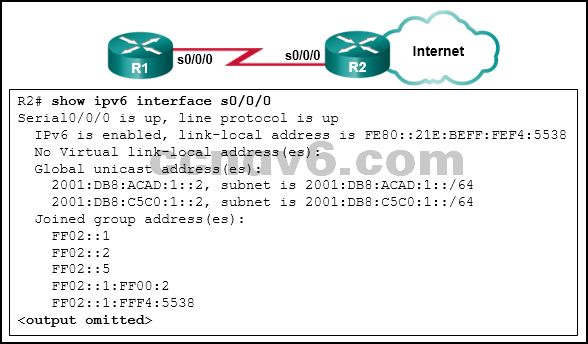 R1
s0/0/0
s0/0/0
R2
Internet
R2# show ipv6 interface s0/0/0
Serial0/0/0 is up, line protocol is up
IPv6 is enabled, link-local address is FE80::21E:BEFF:FEF4:5538
No Virtual link-local address(es):
Global unicast address(es):
2001:DB8:ACAD:1::2, subnet is 2001:DB8:ACAD:1::/64
2001:DB8:C5C0:1::2, subnet is 2001:DB8:C5C0:1::/64
Joined group address(es):
FF02::1
FF02::2
FF02::5
FF02::1:FF00:2
FF02::1:FFF4:5538
<output omitted>
ccnav6.com